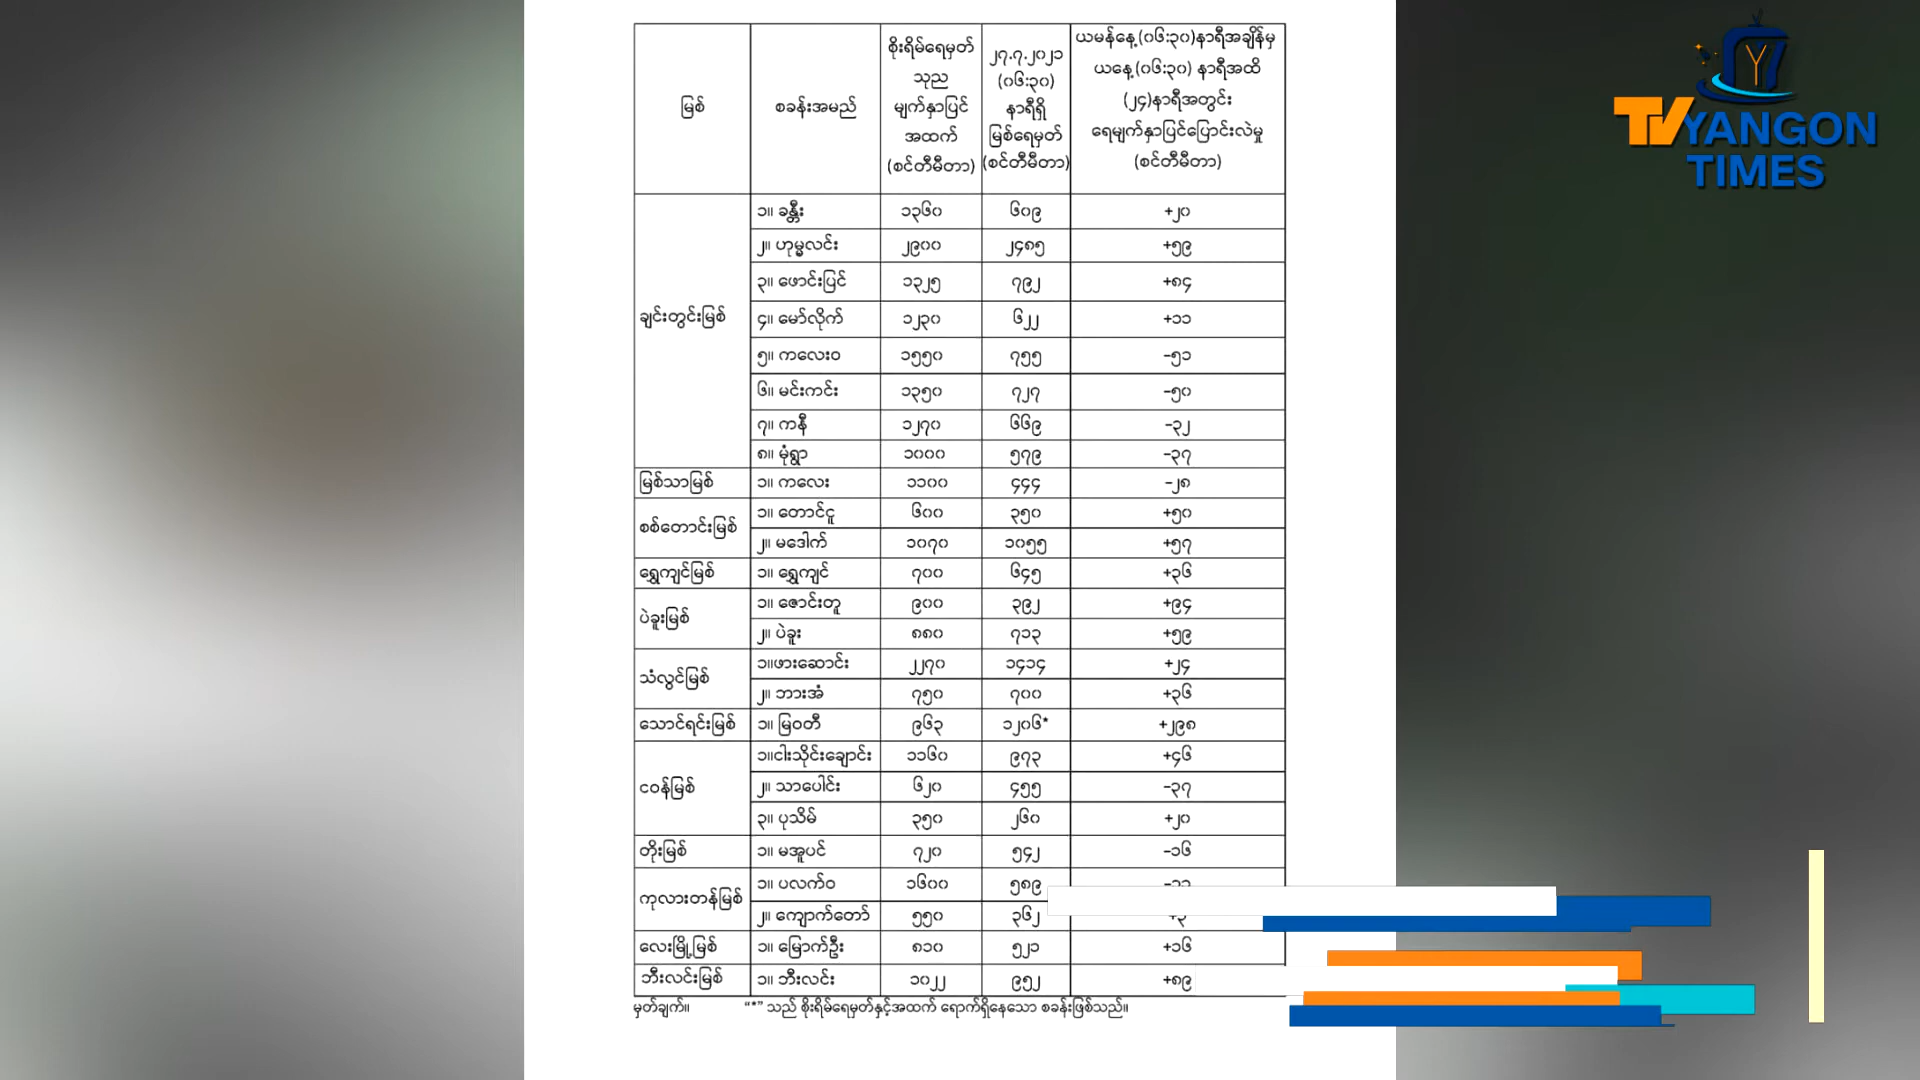 မြစ်
စခန်းအမည်
စိုးရိမ်ရေမှတ်
သုည
မျက်နှာပြင်
အထက်
(စင်တီမီတာ)
၂၇.၇.၂၀၂၁
(၀၆:၃၀)
နာရီရှိ
မြစ်ရေမှတ်
(စင်တီမီတာ)
ယမန်နေ့(၀၆:၃၀)နာရီအချိန်မှ
ယနေ့(၀၆:၃၀) နာရီအထိ
(၂၄)နာရီအတွင်း
ရေမျက်နှာပြင်ပြောင်းလဲမှု
(စင်တီမီတာ)
ချင်းတွင်းမြစ်
၁။ ခန္တီး ၁၃၆၀ ၆၀၉ +၂၀
၂။ ဟုမ္မလင်း ၂၉၀၀ ၂၄၈၅ +၅၉
၃။ ဖောင်းပြင် ၁၃၂၅ ၇၉၂ +၈၄
၄။ မော်လိုက် ၁၂၃၀ ၆၂၂ +၁၁
၅။ ကလေးဝ ၁၅၅၀ ၇၅၅ -၅၁
၆။ မင်းကင်း ၁၃၅၀ ၇၂၇ -၅၀
၇။ ကနီ ၁၂၇၀ ၆၆၉ -၃၂
၈။ မုံရွာ ၁၀၀၀ ၅၇၉ -၃၇
မြစ်သာမြစ် ၁။ ကလေး ၁၁၀၀ ၄၄၄ -၂၈
စစ်တောင်းမြစ်
၁။ တောင်ငူ ၆၀၀ ၃၅၀ +၅၀
၂။ မဒေါက် ၁၀၇၀ ၁၀၅၅ +၅၇
ရွှေကျင်မြစ် ၁။ ရွှေကျင် ၇၀၀ ၆၄၅ +၃၆
ပဲခူးမြစ်
၁။ ဇောင်းတူ ၉၀၀ ၃၉၂ +၉၄
၂။ ပဲခူး ၈၈၀ ၇၁၃ +၅၉
သံလွင်မြစ်
၁။ဖားဆောင်း ၂၂၇၀ ၁၄၁၄ +၂၄
၂။ ဘားအံ ၇၅၀ ၇၀၀ +၃၆
သောင်ရင်းမြစ် ၁။ မြဝတီ ၉၆၃ ၁၂၀၆* +၂၉၈
ငဝန်မြစ်
၁။ငါးသိုင်းချောင်း ၁၁၆၀ ၉၇၃ +၄၆
၂။ သာပေါင်း ၆၂၀ ၄၅၅ -၃၇
၃။ ပုသိမ် ၃၅၀ ၂၆၀ +၂၀
တိုးမြစ် ၁။ မအူပင် ၇၂၀ ၅၄၂ -၁၆
ကုလားတန်မြစ်
၁။ ပလက်ဝ ၁၆၀၀ ၅၈၉
၂။ ကျောက်တော် ၅၅၀ ၃၆၂
လေးမြို့မြစ် ၁။ မြောက်ဦး ၈၁၀ ၅၂၁ +၁၆
ဘီးလင်းမြစ် ၁။ ဘီးလင်း ၁၀၂၂ ၉၅၂ +၈၉
မှတ်ချက်။ “*” သည် စိုးရိမ်ရေမှတ်နှင့်အထက် ရောက်ရှိနေသော စခန်းဖြစ်သည်။
Y7
TV YANGON
TIMES